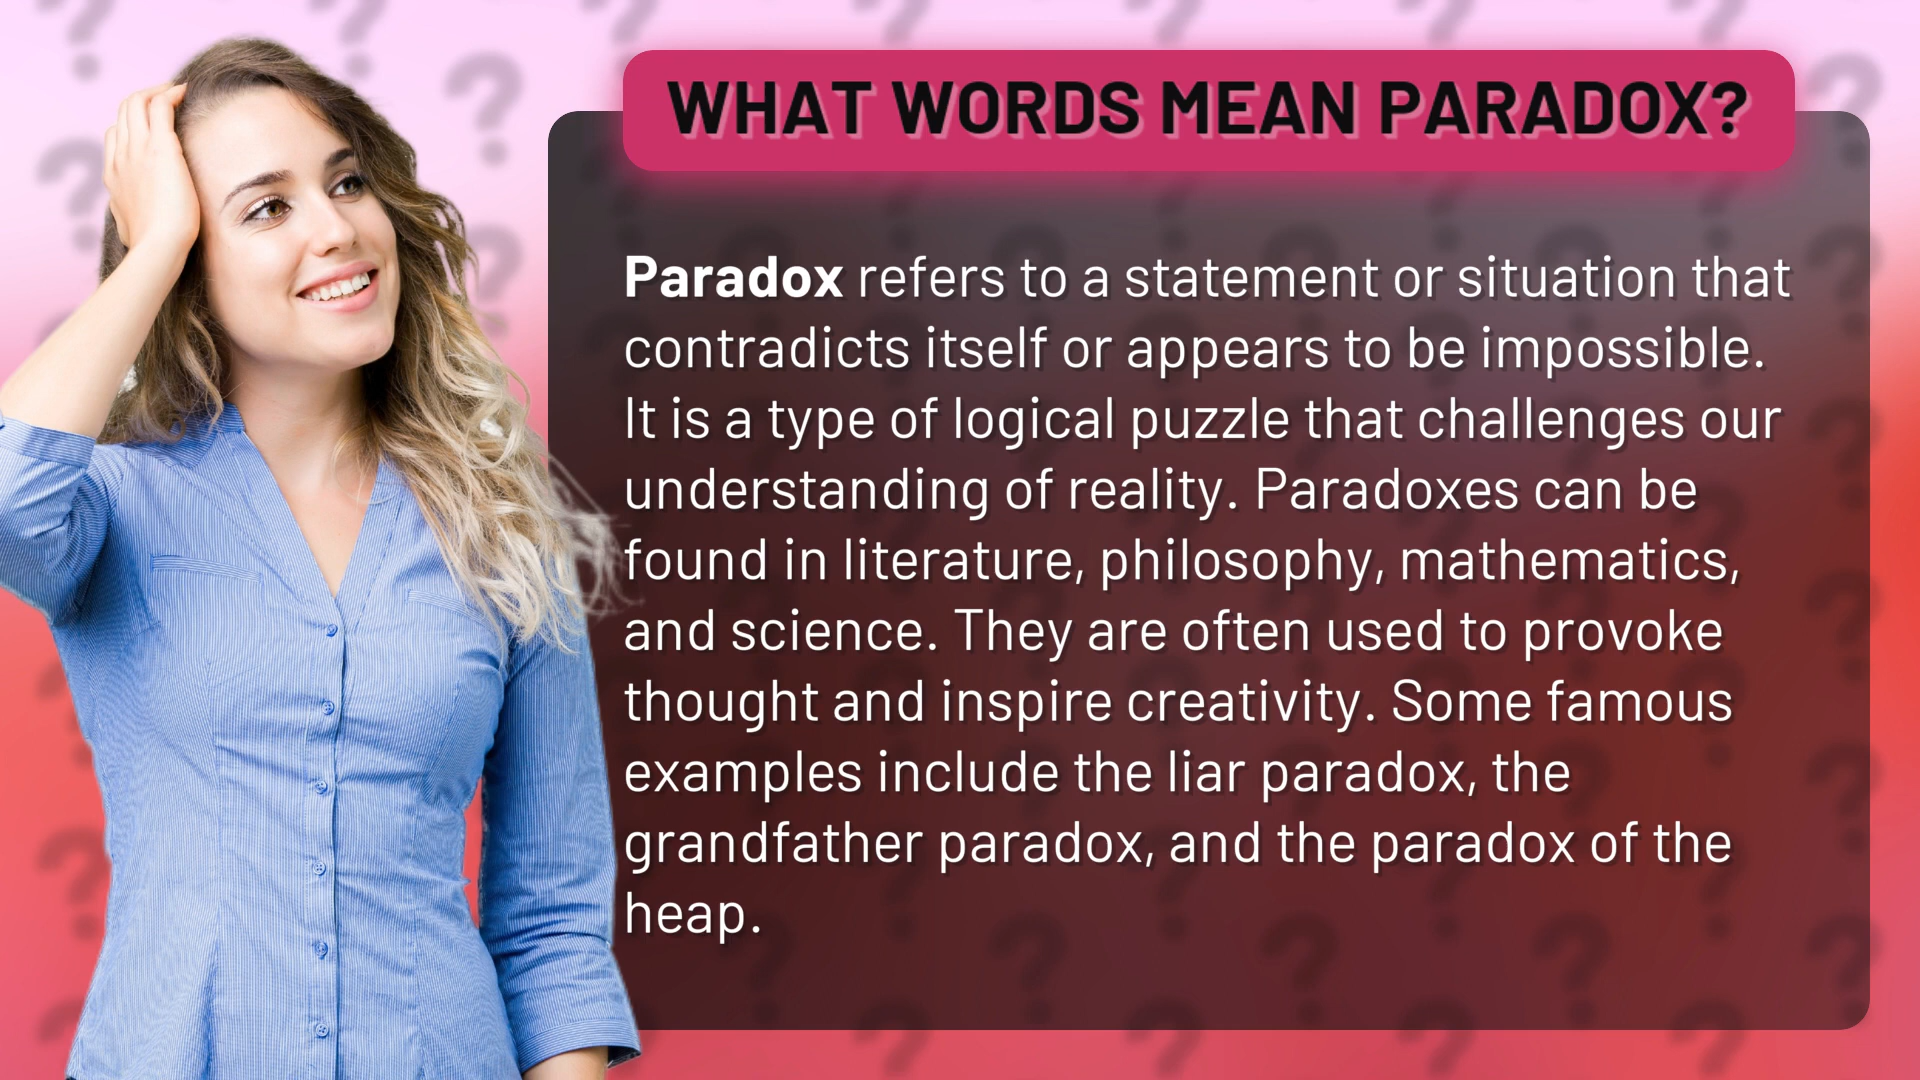 WHAT WORDS MEAN PARADOX?
Paradox refers to a statement or situation that
contradicts itself or appears to be impossible.
It is a type of logical puzzle that challenges our
understanding of reality. Paradoxes can be
found in literature, philosophy, mathematics,
and science. They are often used to provoke
thought and inspire creativity. Some famous
examples include the liar paradox, the
grandfather paradox, and the paradox of the
heap.